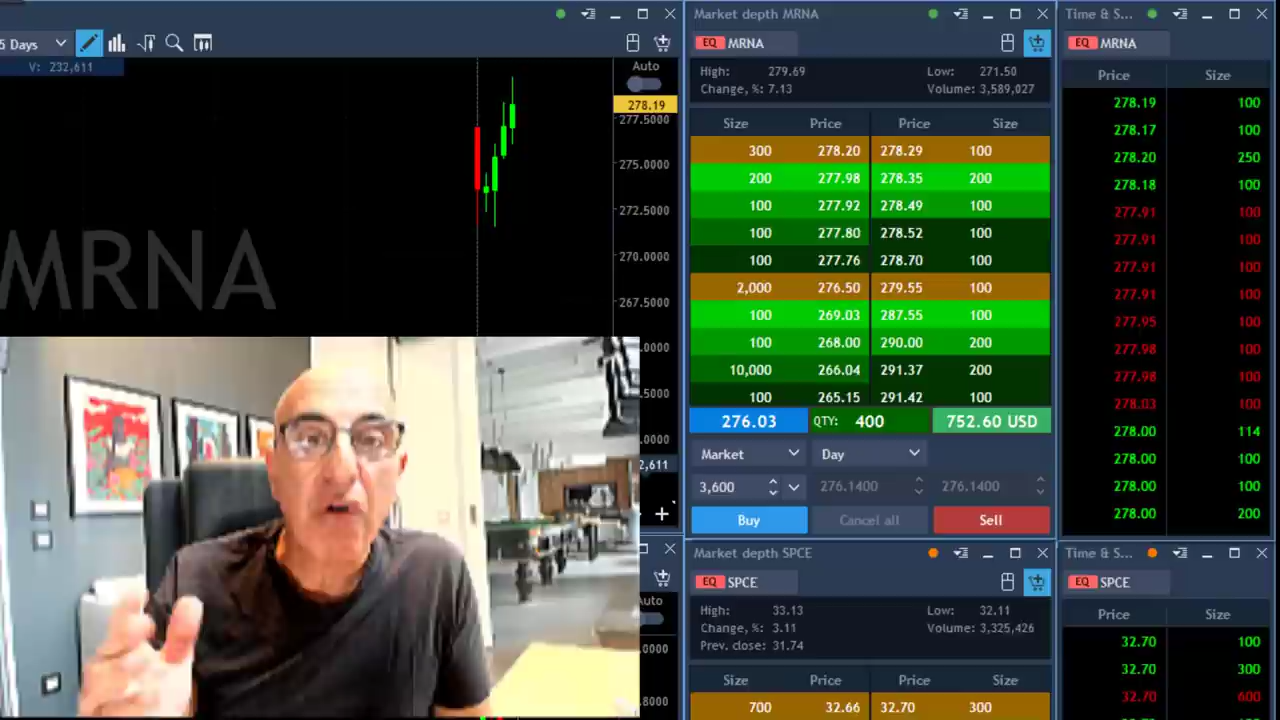 5 Days
V: 232,611
Auto
278.19
277.5000
275.0000
272.5000
270.0000
267.5000
MRNA
Market depth MRNA
EQ MRNA
High: 279.69 Low: 271.50
Change, %: 7.13 Volume: 3,589,027
Size Price Price Size
300 278.20 278.29 100
200 277.98 278.35 200
100 277.92 278.49 100
100 277.80 278.52 100
100 277.76 278.70 100
2,000 276.50 279.55 100
100 269.03 287.55 100
100 268.00 290.00 200
10,000 266.04 291.37 200
100 265.15 291.42 100
276.03 QTY: 400 752.60 USD
Market Day
3,600 276.1400 276.1400
Buy Cancel all Sell
Time & S...
EQ MRNA
Price Size
278.19 100
278.17 100
278.20 250
278.18 100
277.91 100
277.91 100
277.91 100
277.91 100
277.95 100
277.98 100
277.98 100
278.03 100
278.00 114
278.00 100
278.00 100
278.00 200
Market depth SPCE
EQ SPCE
High: 33.13 Low: 32.11
Change, %: 3.11 Volume: 3,325,426
Prev. close: 31.74
Size Price Price Size
700 32.66 32.70 300
Time & S...
EQ SPCE
Price Size
32.70 100
32.70 300
32.70 600